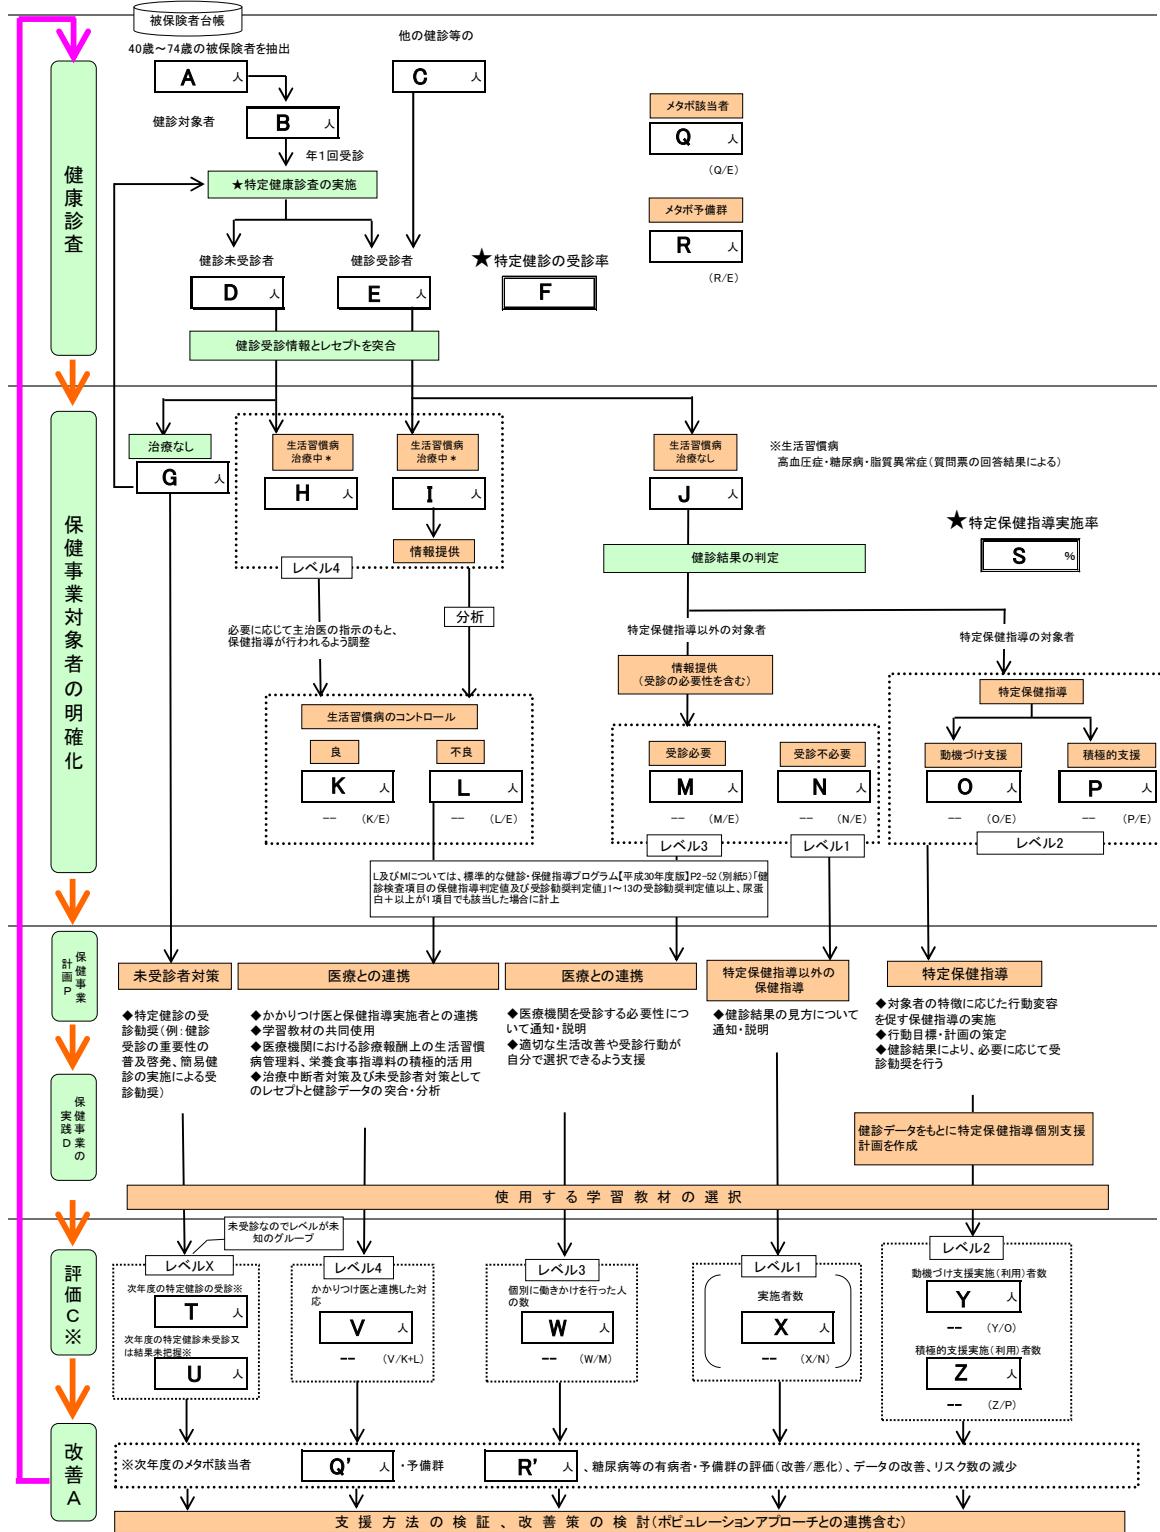 被保険者台帳
40歳～74歳の被保険者を抽出
他の健診等の
A 人
C 人
健診対象者
B 人
メタボ該当者
Q 人
(Q/E)
年1回受診
★特定健康診査の実施
メタボ予備群
R 人
(R/E)
健康診査
健診未受診者
健診受診者
★特定健診の受診率
D 人
E 人
F
健診受診情報とレセプトを突合
治療なし
G 人
生活習慣病
治療中＊
H 人
生活習慣病
治療中＊
I 人
情報提供
レベル4
生活習慣病
治療なし
J 人
※生活習慣病
高血圧症・糖尿病・脂質異常症(質問票の回答結果による)
★特定保健指導実施率
S %
健診結果の判定
分析
必要に応じて主治医の指示のもと、
保健指導が行われるよう調整
特定保健指導以外の対象者
特定保健指導の対象者
情報提供
(受診の必要性を含む)
保健事業対象者の明確化
生活習慣病のコントロール
良
K 人
-- (K/E)
不良
L 人
-- (L/E)
受診必要
M 人
-- (M/E)
レベル3
受診不必要
N 人
-- (N/E)
レベル1
特定保健指導
動機づけ支援
O 人
-- (O/E)
積極的支援
P 人
-- (P/E)
レベル2
L及びMについては、標準的な健診・保健指導プログラム【平成30年度版】P2-52（別紙5）「健
診検査項目の保健指導判定値及び受診勧奨判定値」1～13の受診勧奨判定値以上、尿蛋
白＋以上が1項目でも該当した場合に計上
保健事業
計画P
未受診者対策
◆特定健診の受
診勧奨(例：健診
受診の重要性の
普及啓発、簡易健
診の実施による受
診勧奨)
医療との連携
◆かかりつけ医と保健指導実施者との連携
◆学習教材の共同使用
◆医療機関における診療報酬上の生活習慣
病管理料、栄養食事指導料の積極的活用
◆治療中断者対策及び未受診者対策として
のレセプトと健診データの突合・分析
医療との連携
◆医療機関を受診する必要性につ
いて通知・説明
◆適切な生活改善や受診行動が
自分で選択できるよう支援
特定保健指導以外の
保健指導
◆健診結果の見方について
通知・説明
特定保健指導
◆対象者の特徴に応じた行動変容
を促す保健指導の実施
◆行動目標・計画の策定
◆健診結果により、必要に応じて受
診勧奨を行う
保健事業の
実践D
健診データをもとに特定保健指導個別支援
計画を作成
使用する学習教材の選択
評価C※
未受診なのでレベルが未
知のグループ
レベルX
次年度の特定健診の受診※
T 人
次年度の特定健診未受診又
は結果未把握※
U 人
レベル4
かかりつけ医と連携した対
応
V 人
-- (V/K+L)
レベル3
個別に働きかけを行った人
の数
W 人
-- (W/M)
レベル1
実施者数
X 人
-- (X/N)
レベル2
動機づけ支援実施(利用)者数
Y 人
-- (Y/O)
積極的支援実施(利用)者数
Z 人
-- (Z/P)
改善A
※次年度のメタボ該当者 Q' 人 ・予備群 R' 人 、糖尿病等の有病者・予備群の評価(改善/悪化)、データの改善、リスク数の減少
支援方法の検証、改善策の検討(ポピュレーションアプローチとの連携含む)